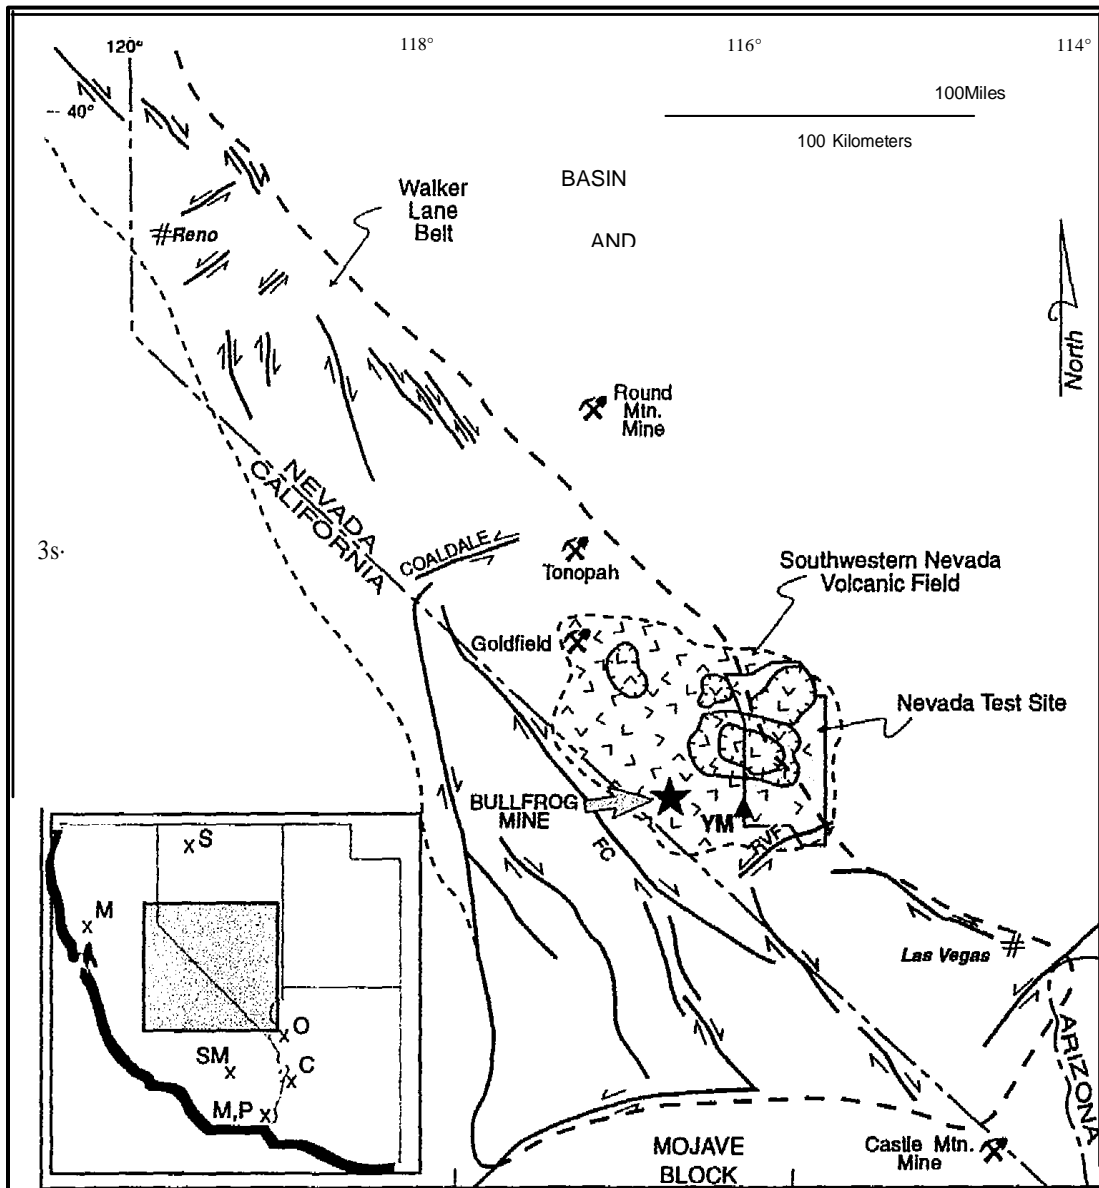 120°
118°
116°
114°
40°
100Miles
100 Kilometers
BASIN
AND
Walker
Lane
Belt
#Reno
North
Round
Mtn.
Mine
NEVADA
CALIFORNIA
3s·
COALDALE
Tonopah
Southwestern Nevada
Volcanic Field
Goldfield
Nevada Test Site
BULLFROG
MINE
YM
RVF
FC
Las Vegas
#
ARIZONA
S
M
O
SM
C
M,P
MOJAVE
BLOCK
Castle Mtn.
Mine